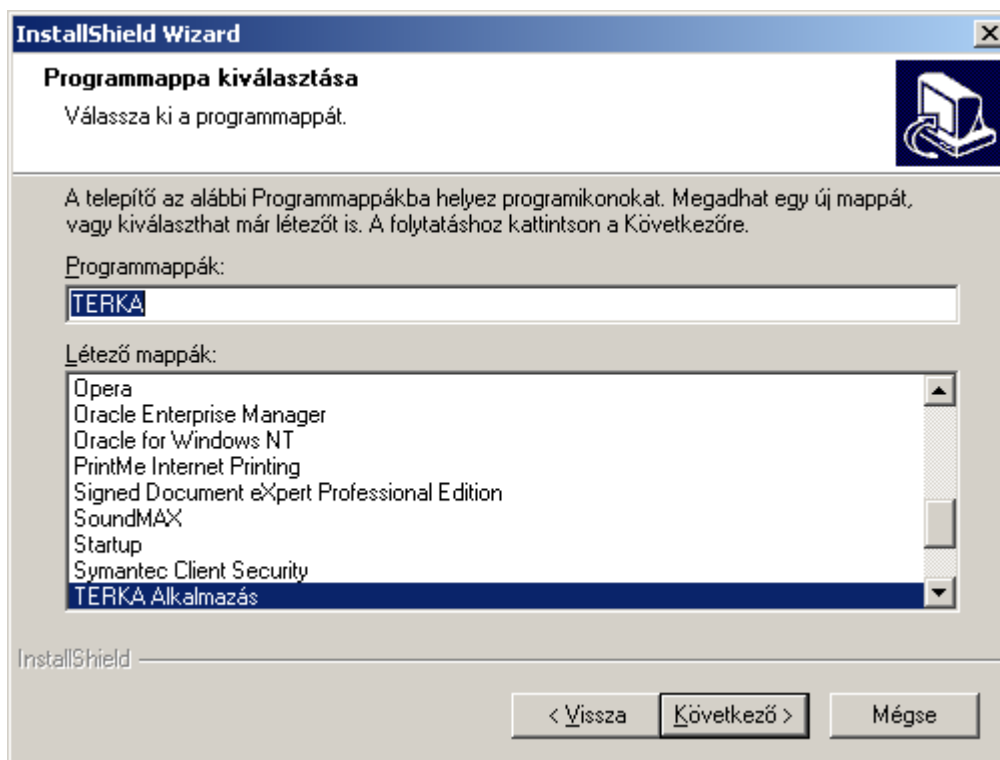 InstallShield Wizard
Programmappa kiválasztása
Válassza ki a programmappát.
A telepítő az alábbi Programmappákba helyez programikonokat. Megadhat egy új mappát,
vagy kiválaszthat már létezőt is. A folytatáshoz kattintson a Következőre.
Programmappák:
TERKA
Létező mappák:
Opera
Oracle Enterprise Manager
Oracle for Windows NT
PrintMe Internet Printing
Signed Document eXpert Professional Edition
SoundMAX
Startup
Symantec Client Security
TERKA Alkalmazás
InstallShield
< Vissza
Következő >
Mégse